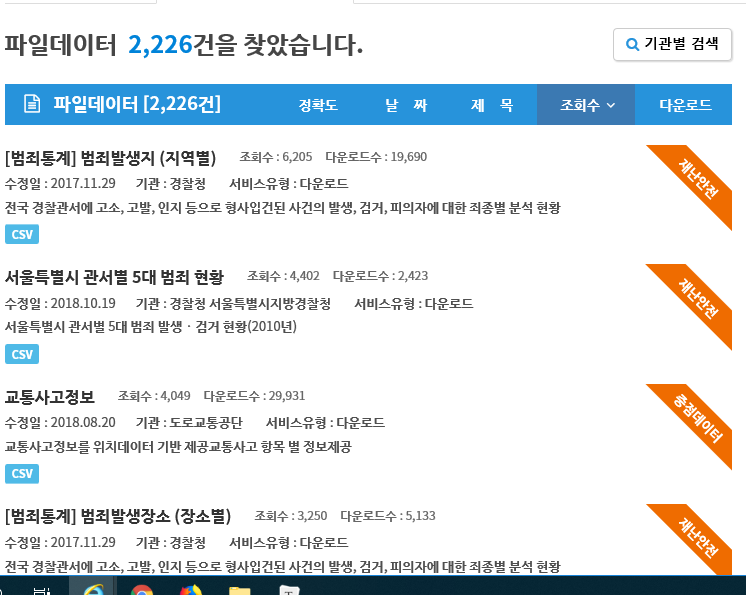 파일데이터 2,226건을 찾았습니다.
기관별 검색
파일데이터 [2,226건] 정확도 날 짜 제 목 조회수 다운로드
[범죄통계] 범죄발생지 (지역별) 조회수 : 6,205 다운로드수 : 19,690
재난안전
수정일 : 2017.11.29 기관 : 경찰청 서비스유형 : 다운로드
전국 경찰관서에 고소, 고발, 인지 등으로 형사입건된 사건의 발생, 검거, 피의자에 대한 죄종별 분석 현황
CSV
서울특별시 관서별 5대 범죄 현황 조회수 : 4,402 다운로드수 : 2,423
재난안전
수정일 : 2018.10.19 기관 : 경찰청 서울특별시지방경찰청 서비스유형 : 다운로드
서울특별시 관서별 5대 범죄 발생ㆍ검거 현황(2010년)
CSV
교통사고정보 조회수 : 4,049 다운로드수 : 29,931
중점데이터
수정일 : 2018.08.20 기관 : 도로교통공단 서비스유형 : 다운로드
교통사고정보를 위치데이터 기반 제공교통사고 항목 별 정보제공
CSV
[범죄통계] 범죄발생장소 (장소별) 조회수 : 3,250 다운로드수 : 5,133
재난안전
수정일 : 2017.11.29 기관 : 경찰청 서비스유형 : 다운로드
전국 경찰관서에 고소, 고발, 인지 등으로 형사입건된 사건의 발생, 검거, 피의자에 대한 죄종별 분석 현황